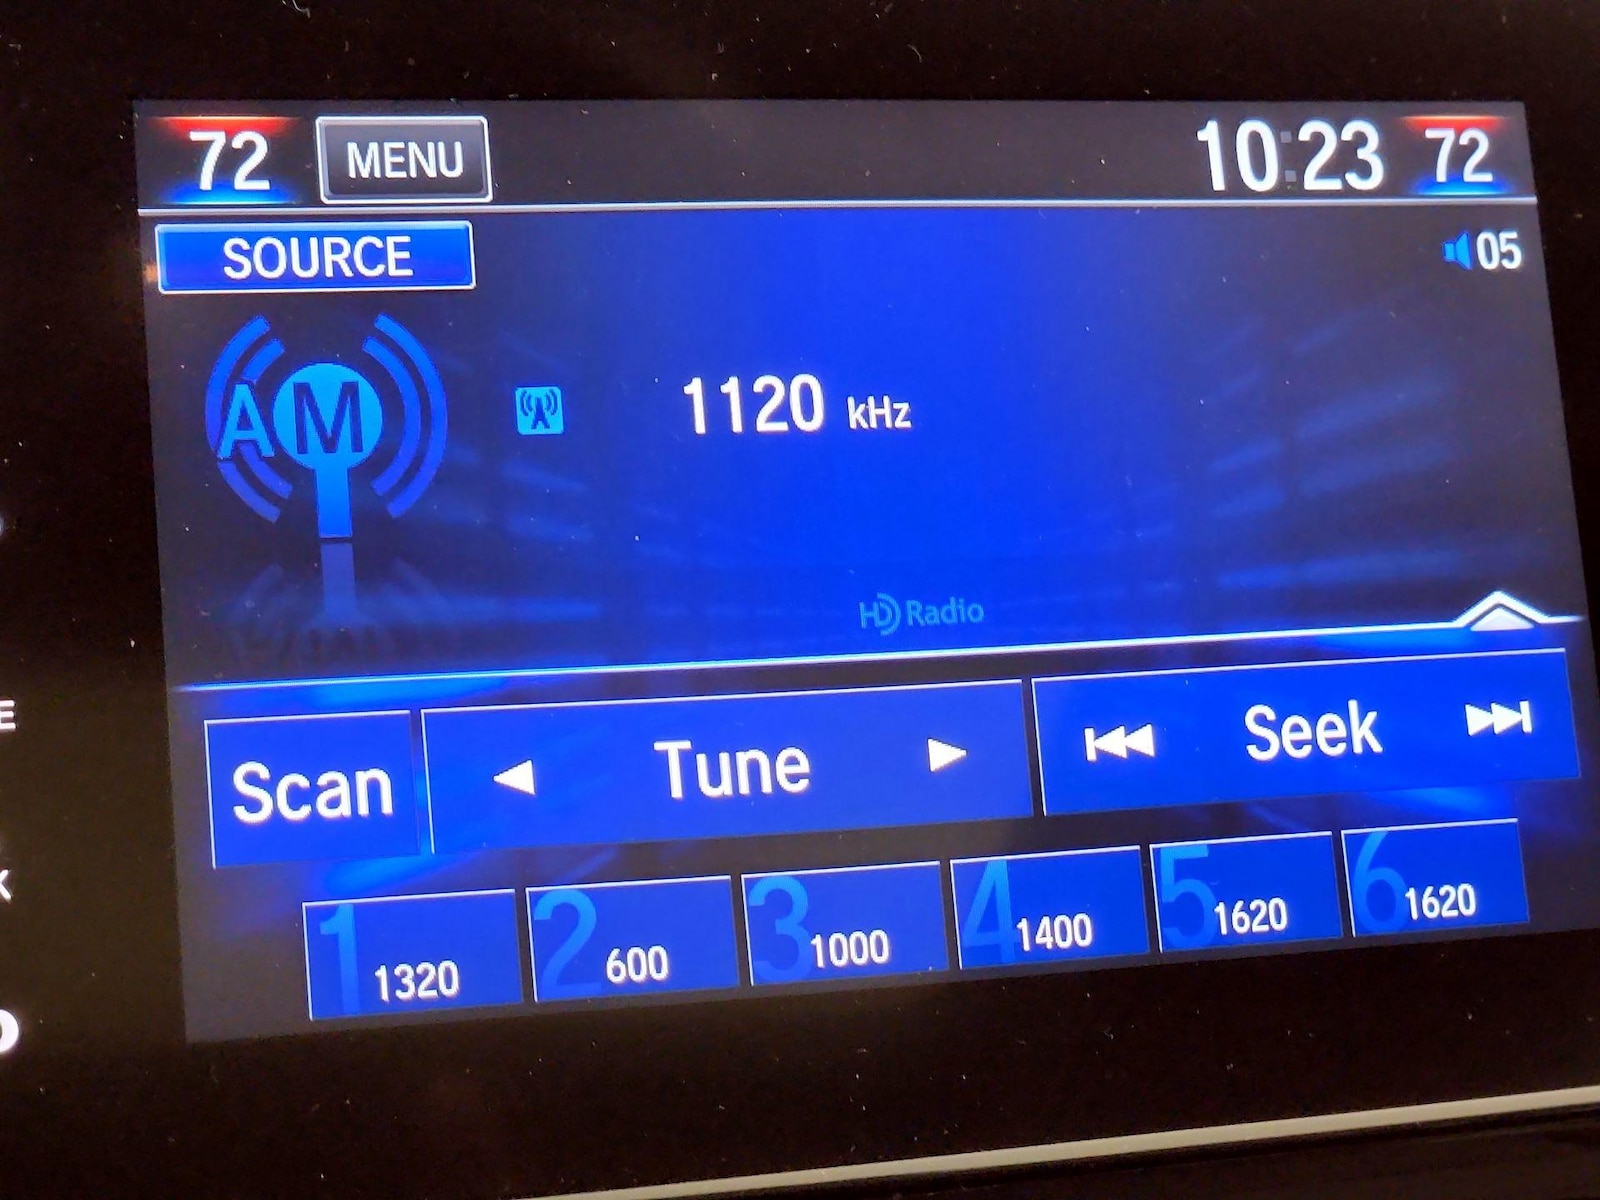 72 MENU 10:23 72
SOURCE 05
AM 1120 kHz
HD Radio
Scan Tune Seek
1 1320 2 600 3 1000 4 1400 5 1620 6 1620
E
K